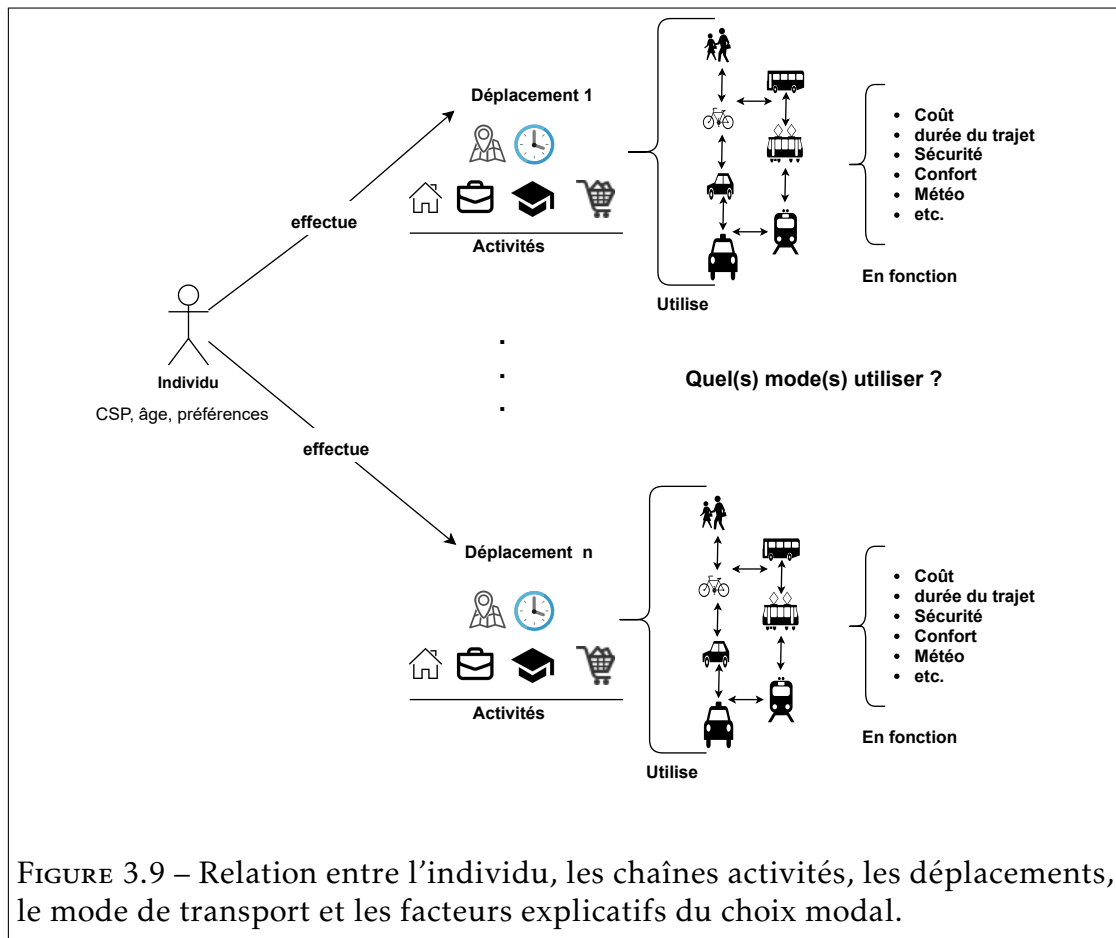 Déplacement 1
effectue
Activités
Utilise
• Coût
• durée du trajet
• Sécurité
• Confort
• Météo
• etc.
En fonction
Individu
CSP, âge, préférences
.
.
.
Quel(s) mode(s) utiliser ?
effectue
Déplacement n
Activités
Utilise
• Coût
• durée du trajet
• Sécurité
• Confort
• Météo
• etc.
En fonction
FIGURE 3.9 – Relation entre l'individu, les chaînes activités, les déplacements,
le mode de transport et les facteurs explicatifs du choix modal.